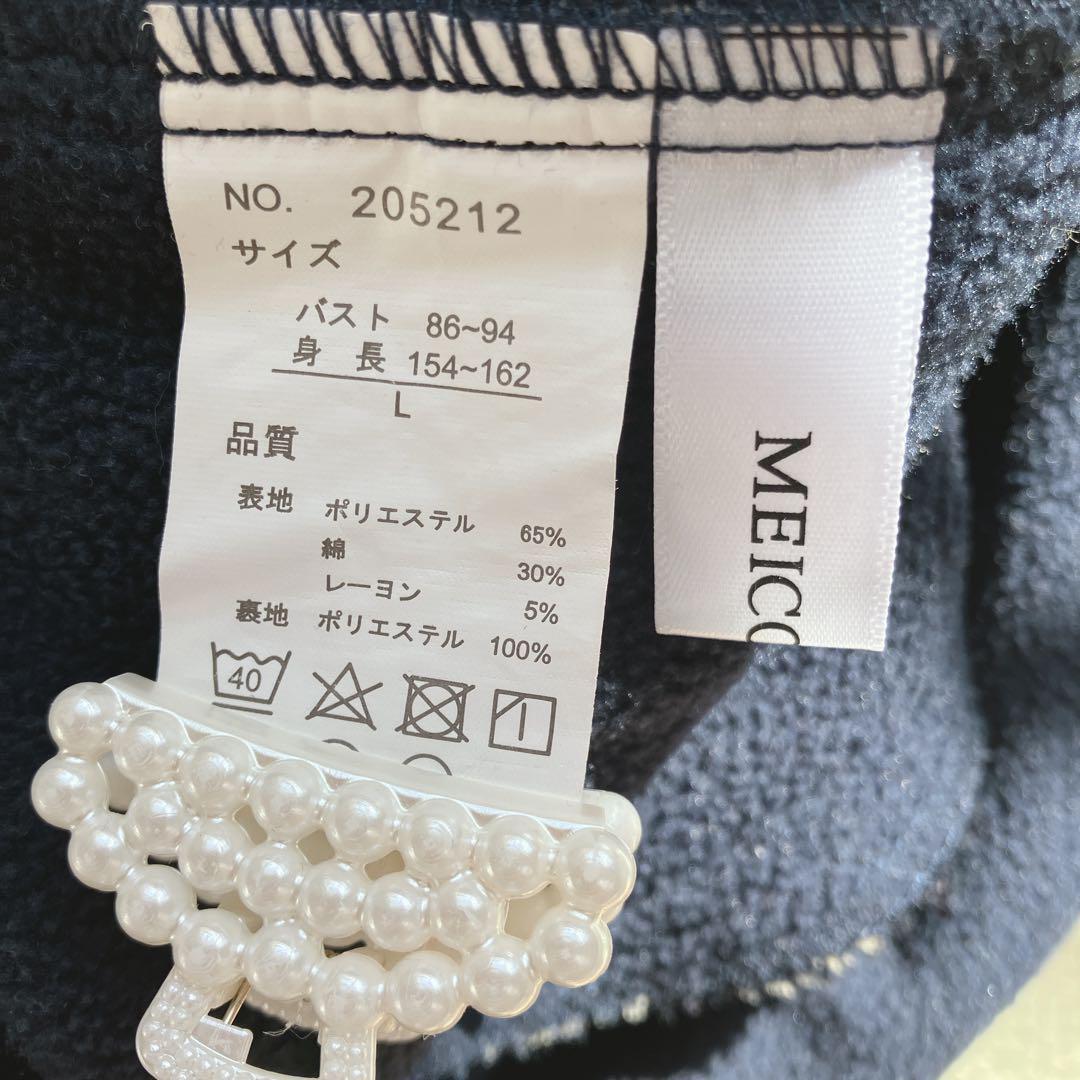 NO. 205212
サイズ
バスト 86~94
身 長 154~162
L
品質
表地 ポリエステル 65%
綿 30%
レーヨン 5%
裏地 ポリエステル 100%
40
MEICO